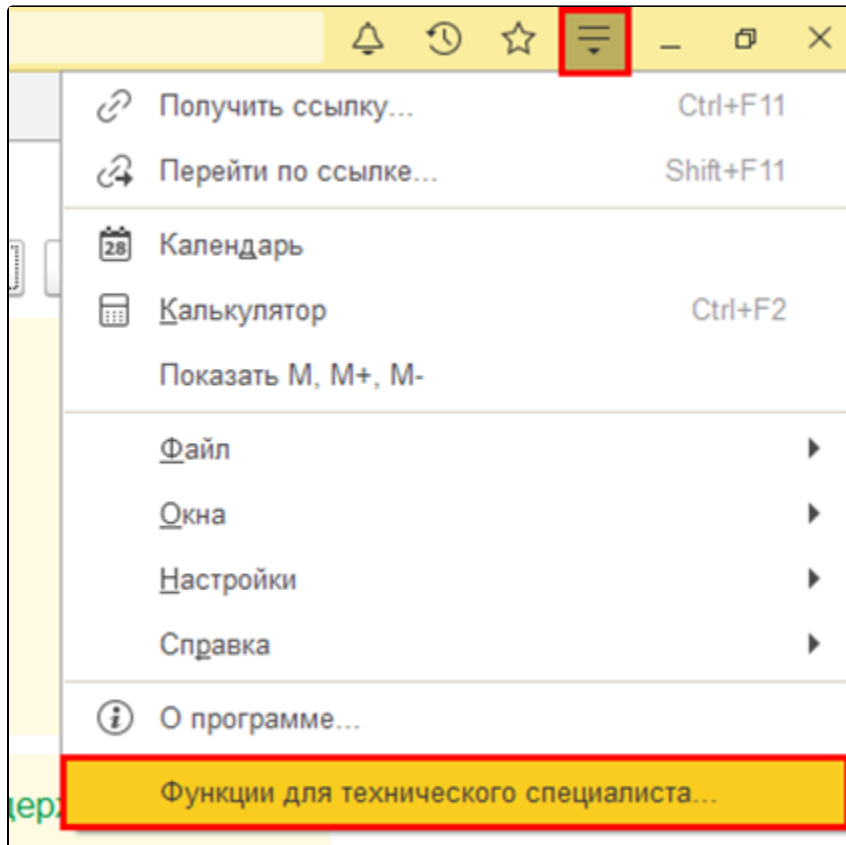 Получить ссылку... Ctrl+F11
Перейти по ссылке... Shift+F11
28 Календарь
Калькулятор Ctrl+F2
Показать M, M+, M-
Файл
Окна
Настройки
Справка
О программе...
Функции для технического специалиста...